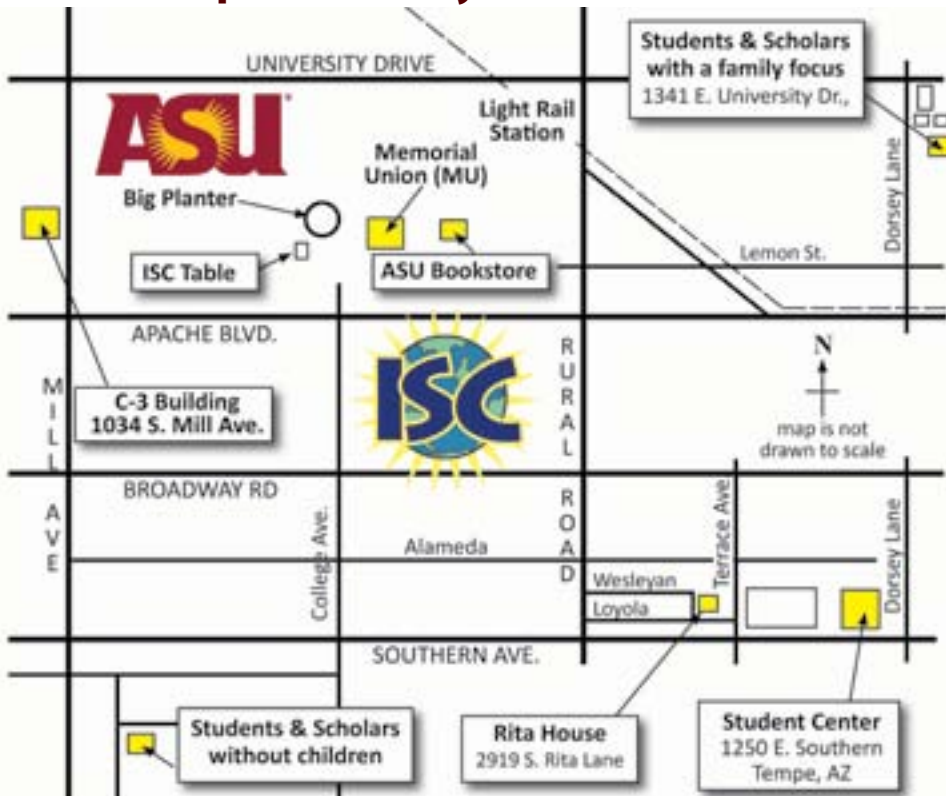 Students & Scholars
with a family focus
1341 E. University Dr.,
UNIVERSITY DRIVE
ASU
Light Rail
Station
Memorial
Union (MU)
Big Planter
Dorsey Lane
Lemon St.
ISC Table
ASU Bookstore
APACHE BLVD.
ISC
RURAL ROAD
N
map is not
drawn to scale
MILL AVE
C-3 Building
1034 S. Mill Ave.
BROADWAY RD
College Ave.
Alameda
Terrace Ave
Dorsey Lane
Wesleyan
Loyola
SOUTHERN AVE.
Students & Scholars
without children
Rita House
2919 S. Rita Lane
Student Center
1250 E. Southern
Tempe, AZ